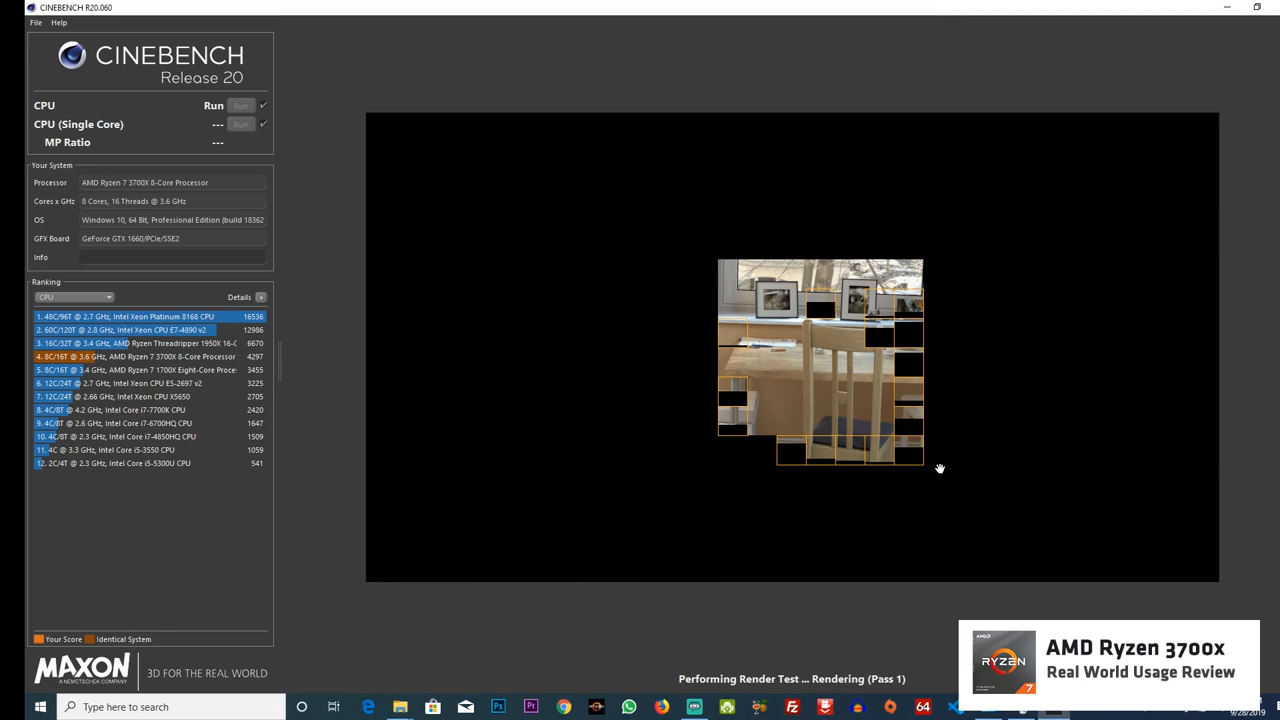 CINEBENCH R20.060
File Help
CINEBENCH
Release 20
CPU Run Run
CPU (Single Core) --- Run
MP Ratio ---
Your System
Processor AMD Ryzen 7 3700X 8-Core Processor
Cores x GHz 8 Cores, 16 Threads @ 3.6 GHz
OS Windows 10, 64 Bit, Professional Edition (build 18362
GFX Board GeForce GTX 1660/PCIe/SSE2
Info
Ranking
CPU Details
1. 48C/96T @ 2.7 GHz, Intel Xeon Platinum 8168 CPU 16536
2. 60C/120T @ 2.8 GHz, Intel Xeon CPU E7-4890 v2 12986
3. 16C/32T @ 3.4 GHz, AMD Ryzen Threadripper 1950X 16-C 6670
4. 8C/16T @ 3.6 GHz, AMD Ryzen 7 3700X 8-Core Processor 4297
5. 8C/16T @ 3.4 GHz, AMD Ryzen 7 1700X Eight-Core Proce: 3455
6. 12C/24T @ 2.7 GHz, Intel Xeon CPU E5-2697 v2 3225
7. 12C/24T @ 2.66 GHz, Intel Xeon CPU X5650 2705
8. 4C/8T @ 4.2 GHz, Intel Core i7-7700K CPU 2420
9. 4C/8T @ 2.6 GHz, Intel Core i7-6700HQ CPU 1647
10. 4C/8T @ 2.3 GHz, Intel Core i7-4850HQ CPU 1509
11. 4C @ 3.3 GHz, Intel Core i5-3550 CPU 1059
12. 2C/4T @ 2.3 GHz, Intel Core i5-5300U CPU 541
Your Score Identical System
MAXON
A NEMETSCHEK COMPANY
3D FOR THE REAL WORLD
Performing Render Test ... Rendering (Pass 1)
AMD
RYZEN
7
AMD Ryzen 3700x
Real World Usage Review
Type here to search
Ps
Pr
64
9/28/2019